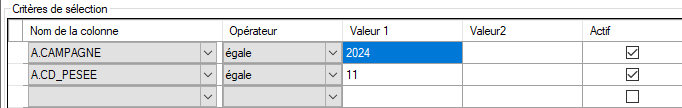 Critères de sélection
Nom de la colonne Opérateur Valeur 1 Valeur2 Actif
A.CAMPAGNE égale 2024
A.CD_PESEE égale 11